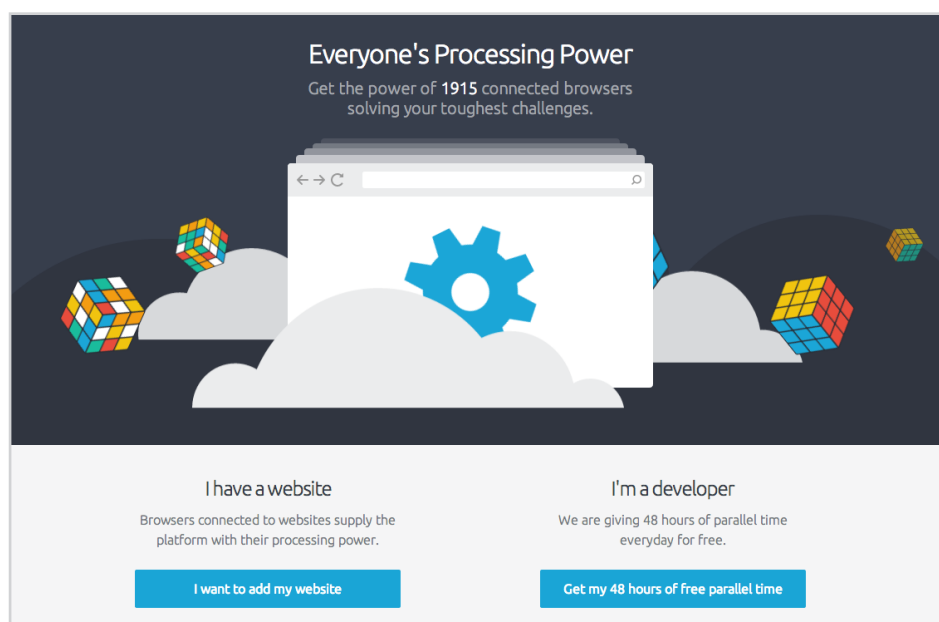 Everyone's Processing Power
Get the power of 1915 connected browsers
solving your toughest challenges.
I have a website
Browsers connected to websites supply the
platform with their processing power.
I want to add my website
I'm a developer
We are giving 48 hours of parallel time
everyday for free.
Get my 48 hours of free parallel time